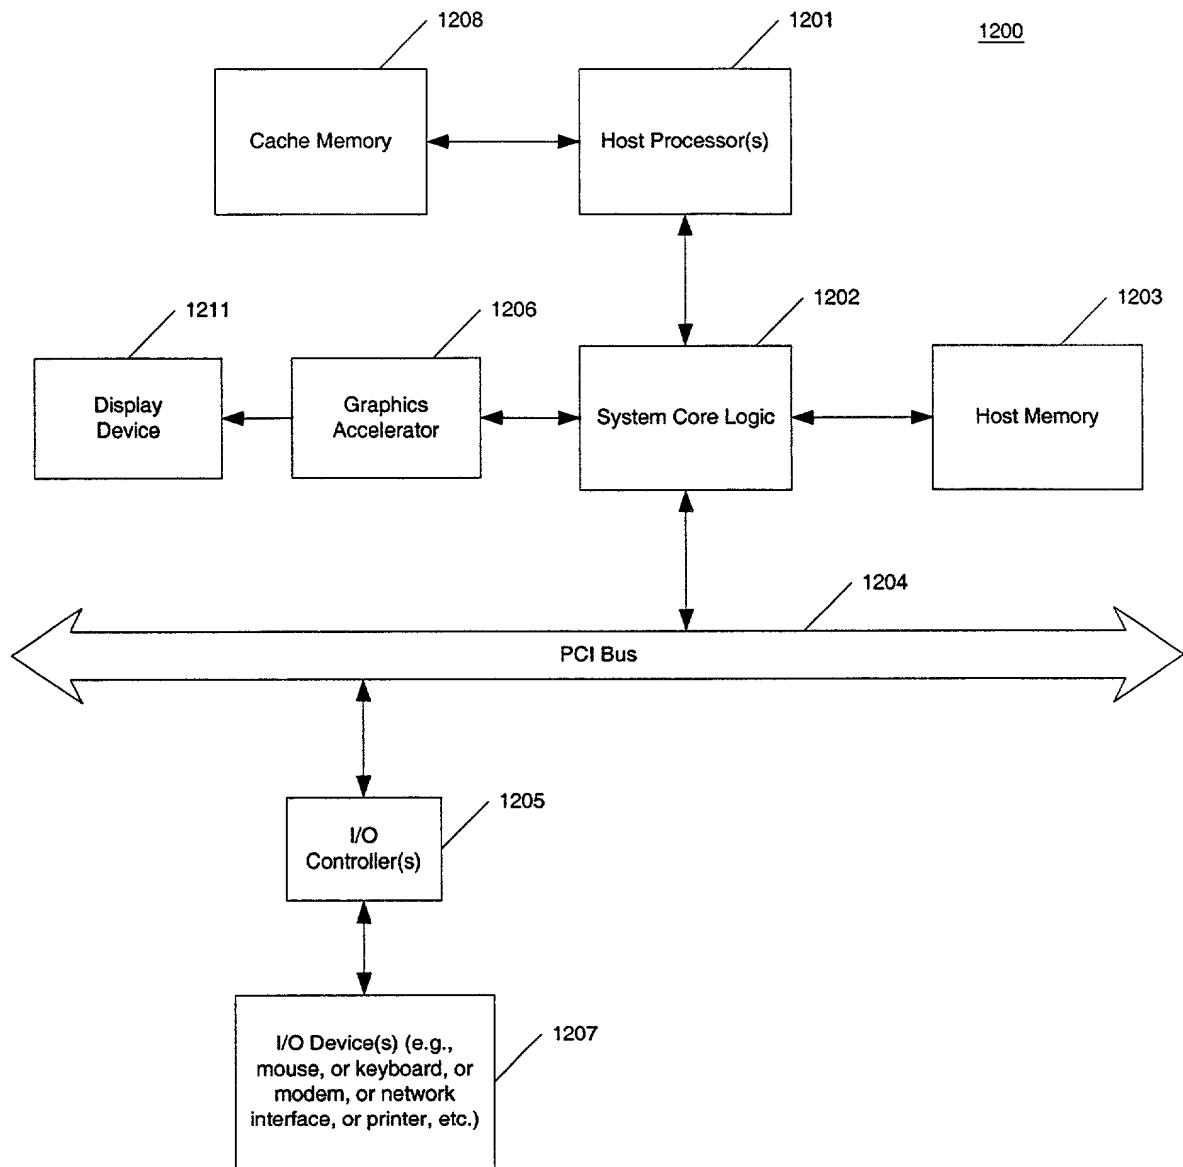 1208
1201
1200
Cache Memory
Host Processor(s)
1211
1206
1202
1203
Display
Device
Graphics
Accelerator
System Core Logic
Host Memory
1204
PCI Bus
1205
I/O
Controller(s)
1207
I/O Device(s) (e.g.,
mouse, or keyboard, or
modem, or network
interface, or printer, etc.)